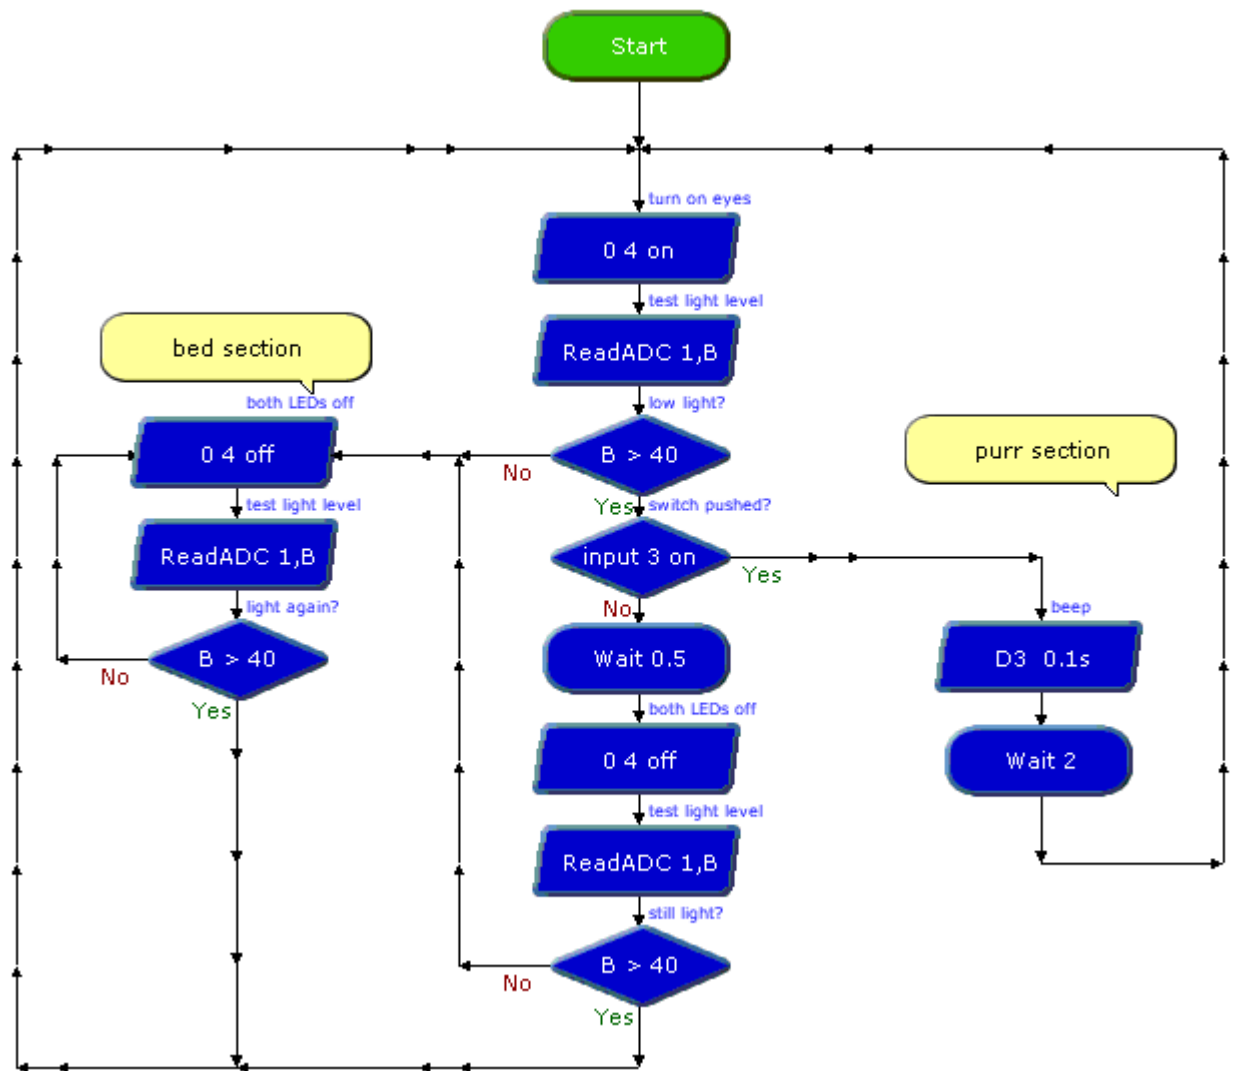 Start
turn on eyes
0 4 on
test light level
ReadADC 1,B
low light?
B > 40
No
Yes
switch pushed?
input 3 on
Yes
No
Wait 0.5
both LEDs off
0 4 off
test light level
ReadADC 1,B
still light?
B > 40
No
Yes
bed section
both LEDs off
0 4 off
test light level
ReadADC 1,B
light again?
B > 40
No
Yes
purr section
beep
D3 0.1s
Wait 2